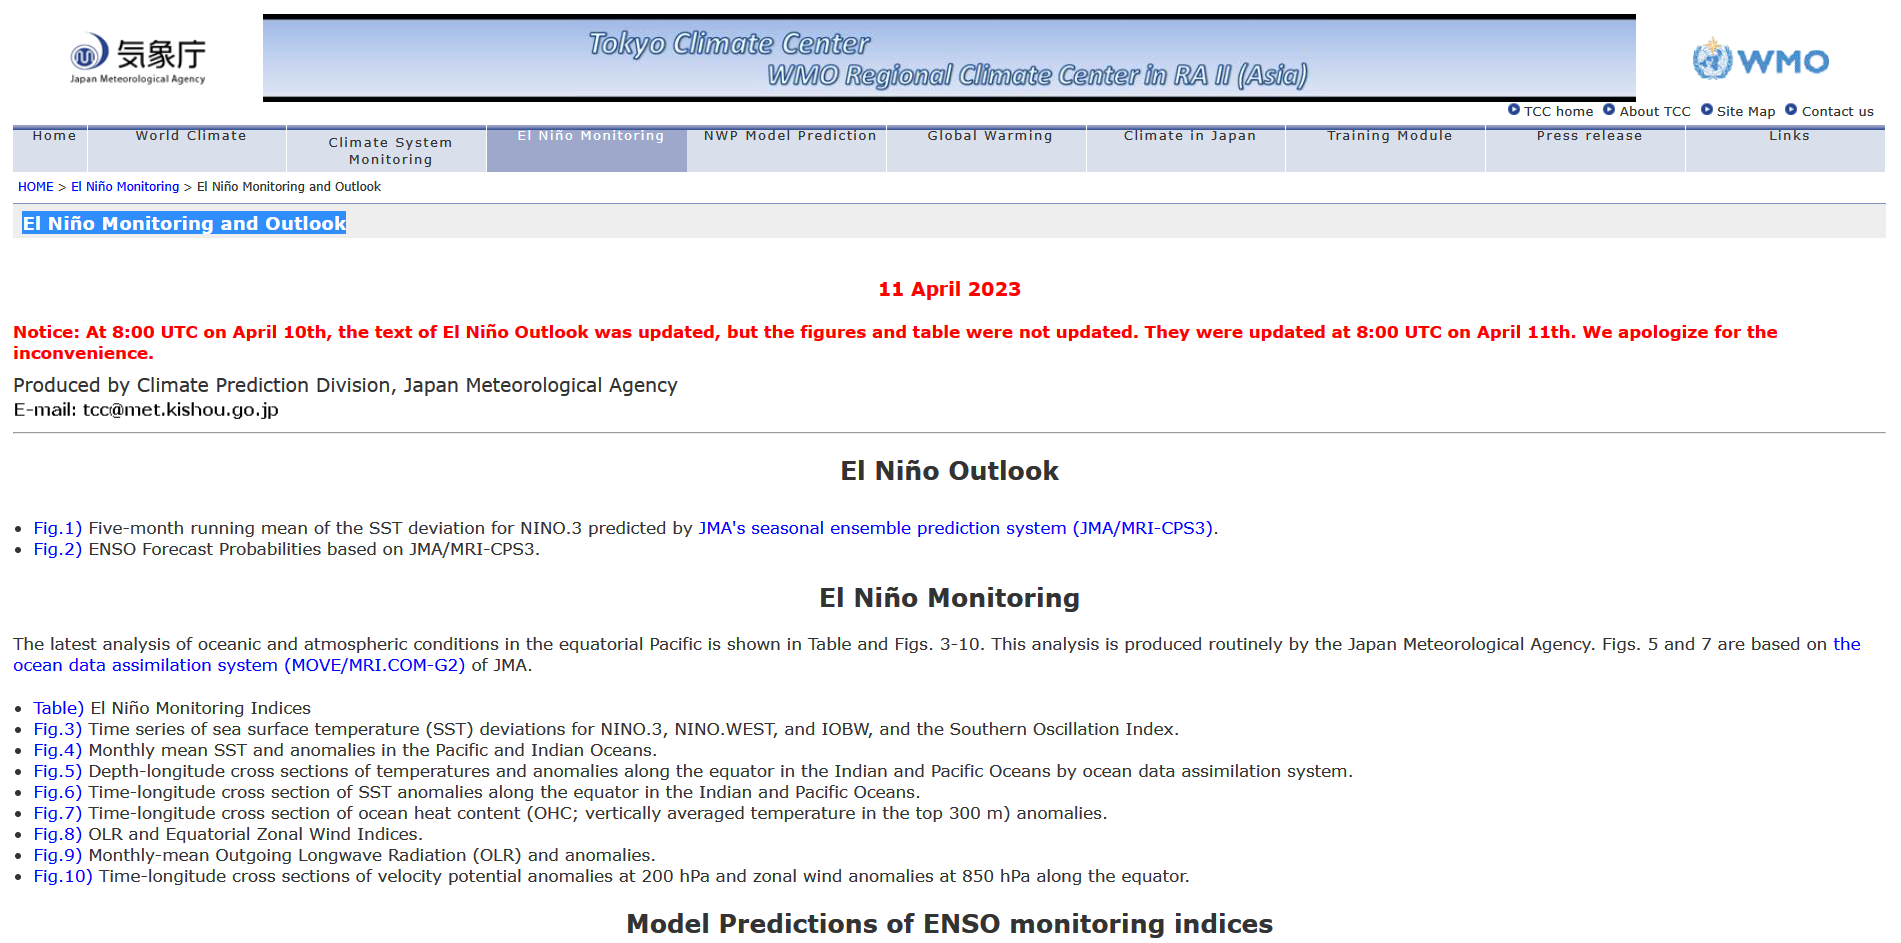 気象庁
Japan Meteorological Agency
Tokyo Climate Center
WMO Regional Climate Center in RA II (Asia)
WMO
TCC home About TCC Site Map Contact us
Home World Climate Climate System Monitoring El Niño Monitoring NWP Model Prediction Global Warming Climate in Japan Training Module Press release Links
HOME > El Niño Monitoring > El Niño Monitoring and Outlook
El Niño Monitoring and Outlook
11 April 2023
Notice: At 8:00 UTC on April 10th, the text of El Niño Outlook was updated, but the figures and table were not updated. They were updated at 8:00 UTC on April 11th. We apologize for the
inconvenience.
Produced by Climate Prediction Division, Japan Meteorological Agency
E-mail: tcc@met.kishou.go.jp
El Niño Outlook
• Fig.1) Five-month running mean of the SST deviation for NINO.3 predicted by JMA's seasonal ensemble prediction system (JMA/MRI-CPS3).
• Fig.2) ENSO Forecast Probabilities based on JMA/MRI-CPS3.
El Niño Monitoring
The latest analysis of oceanic and atmospheric conditions in the equatorial Pacific is shown in Table and Figs. 3-10. This analysis is produced routinely by the Japan Meteorological Agency. Figs. 5 and 7 are based on the
ocean data assimilation system (MOVE/MRI.COM-G2) of JMA.
• Table) El Niño Monitoring Indices
• Fig.3) Time series of sea surface temperature (SST) deviations for NINO.3, NINO.WEST, and IOBW, and the Southern Oscillation Index.
• Fig.4) Monthly mean SST and anomalies in the Pacific and Indian Oceans.
• Fig.5) Depth-longitude cross sections of temperatures and anomalies along the equator in the Indian and Pacific Oceans by ocean data assimilation system.
• Fig.6) Time-longitude cross section of SST anomalies along the equator in the Indian and Pacific Oceans.
• Fig.7) Time-longitude cross section of ocean heat content (OHC; vertically averaged temperature in the top 300 m) anomalies.
• Fig.8) OLR and Equatorial Zonal Wind Indices.
• Fig.9) Monthly-mean Outgoing Longwave Radiation (OLR) and anomalies.
• Fig.10) Time-longitude cross sections of velocity potential anomalies at 200 hPa and zonal wind anomalies at 850 hPa along the equator.
Model Predictions of ENSO monitoring indices